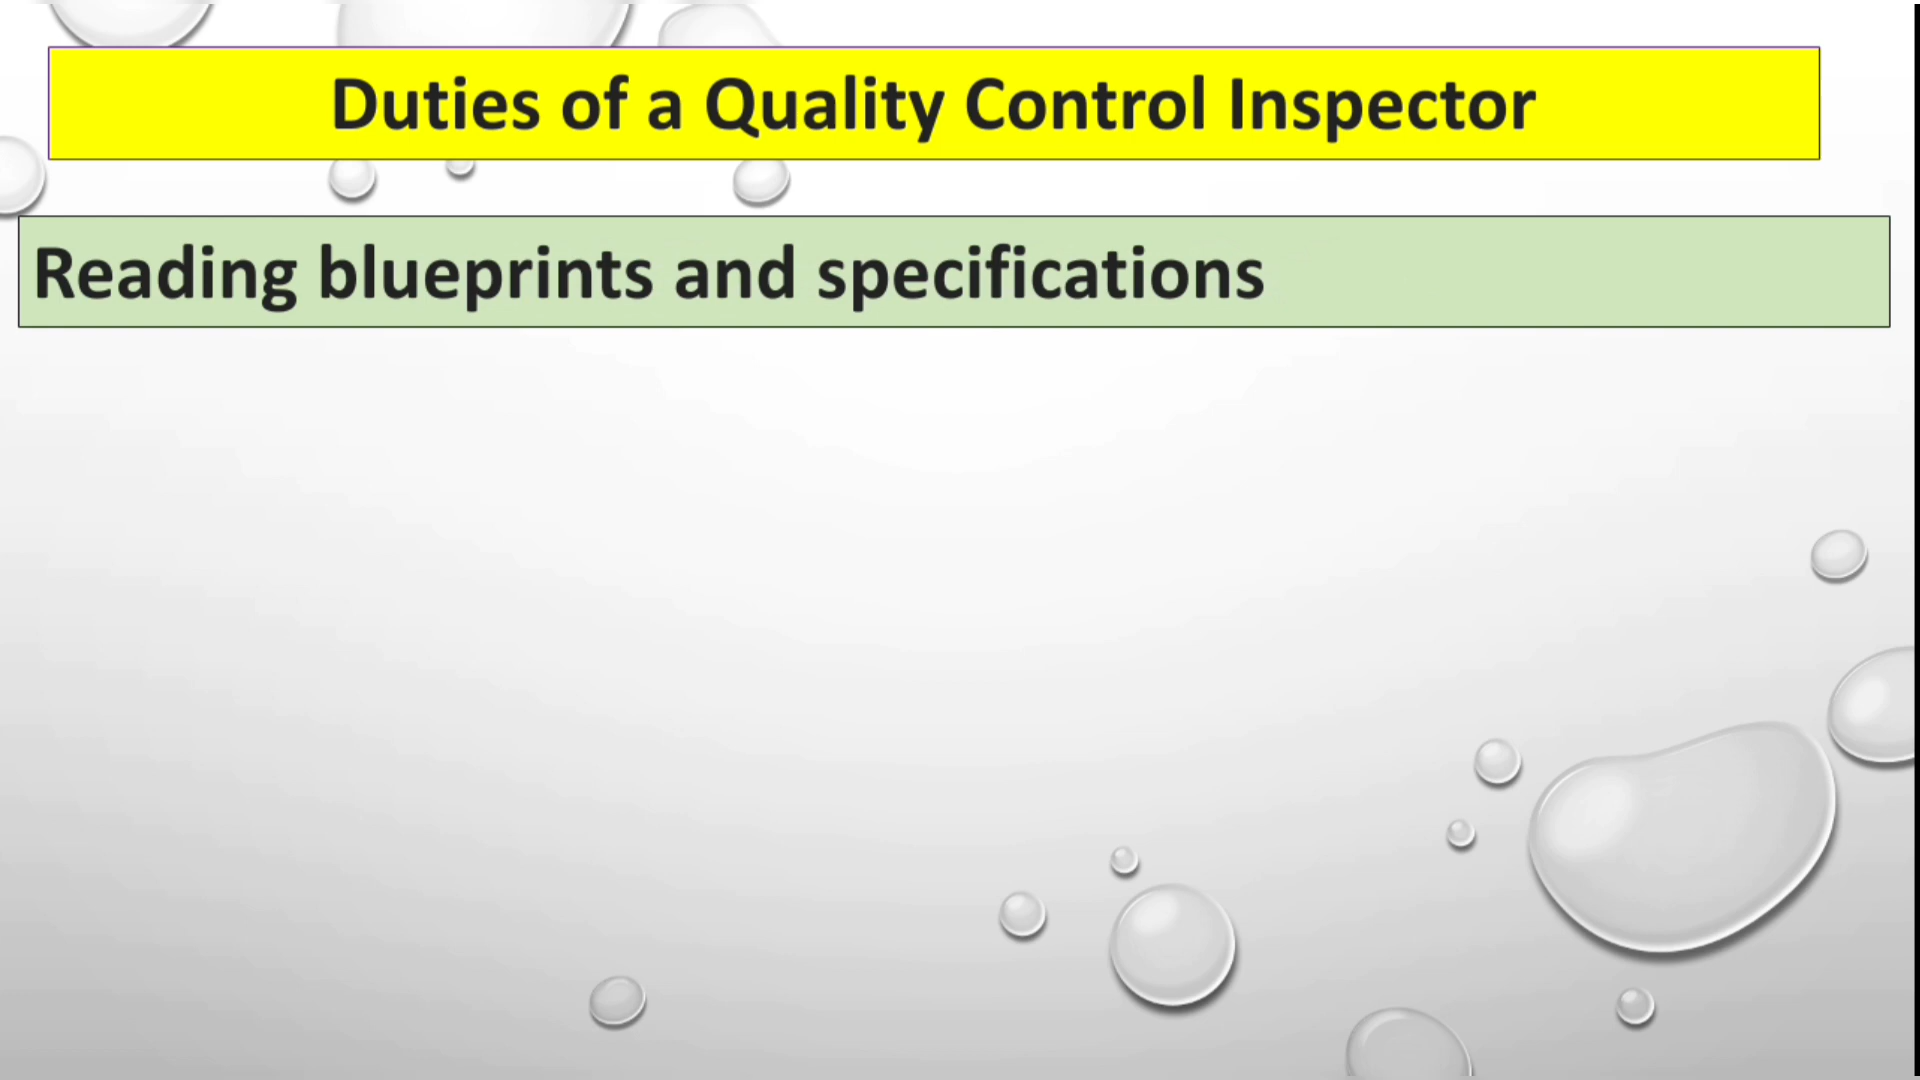 Duties of a Quality Control Inspector
Reading blueprints and specifications